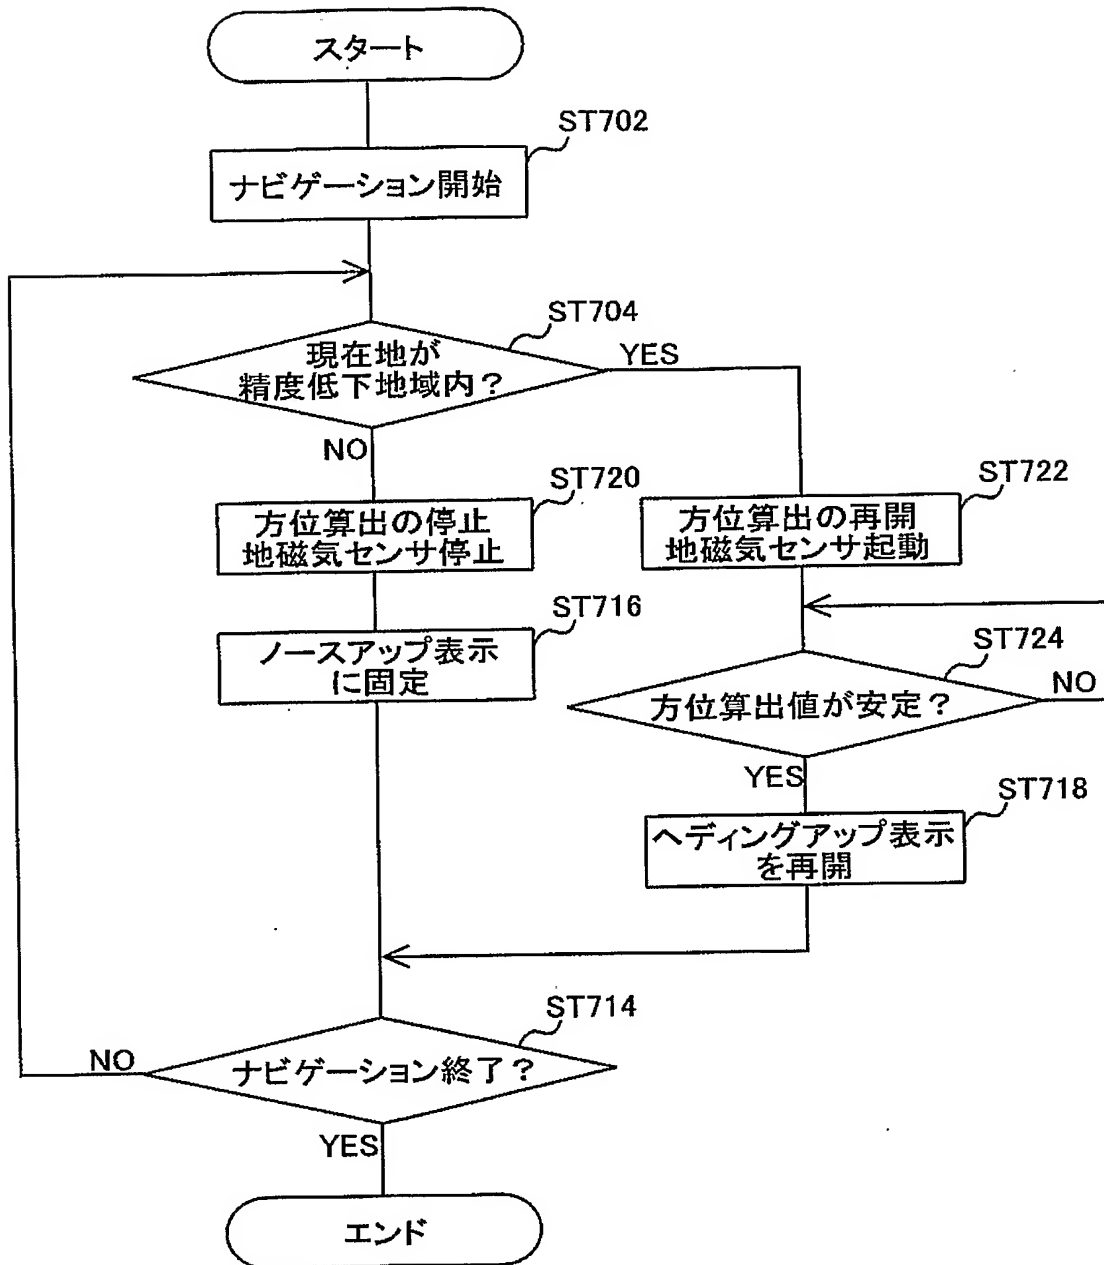 スタート
ST702
ナビゲーション開始
ST704
現在地が
精度低下地域内？
YES
NO
ST720
方位算出の停止
地磁気センサ停止
ST722
方位算出の再開
地磁気センサ起動
ST716
ノースアップ表示
に固定
ST724
方位算出値が安定？
NO
YES
ST718
ヘディングアップ表示
を再開
ST714
ナビゲーション終了？
NO
YES
エンド